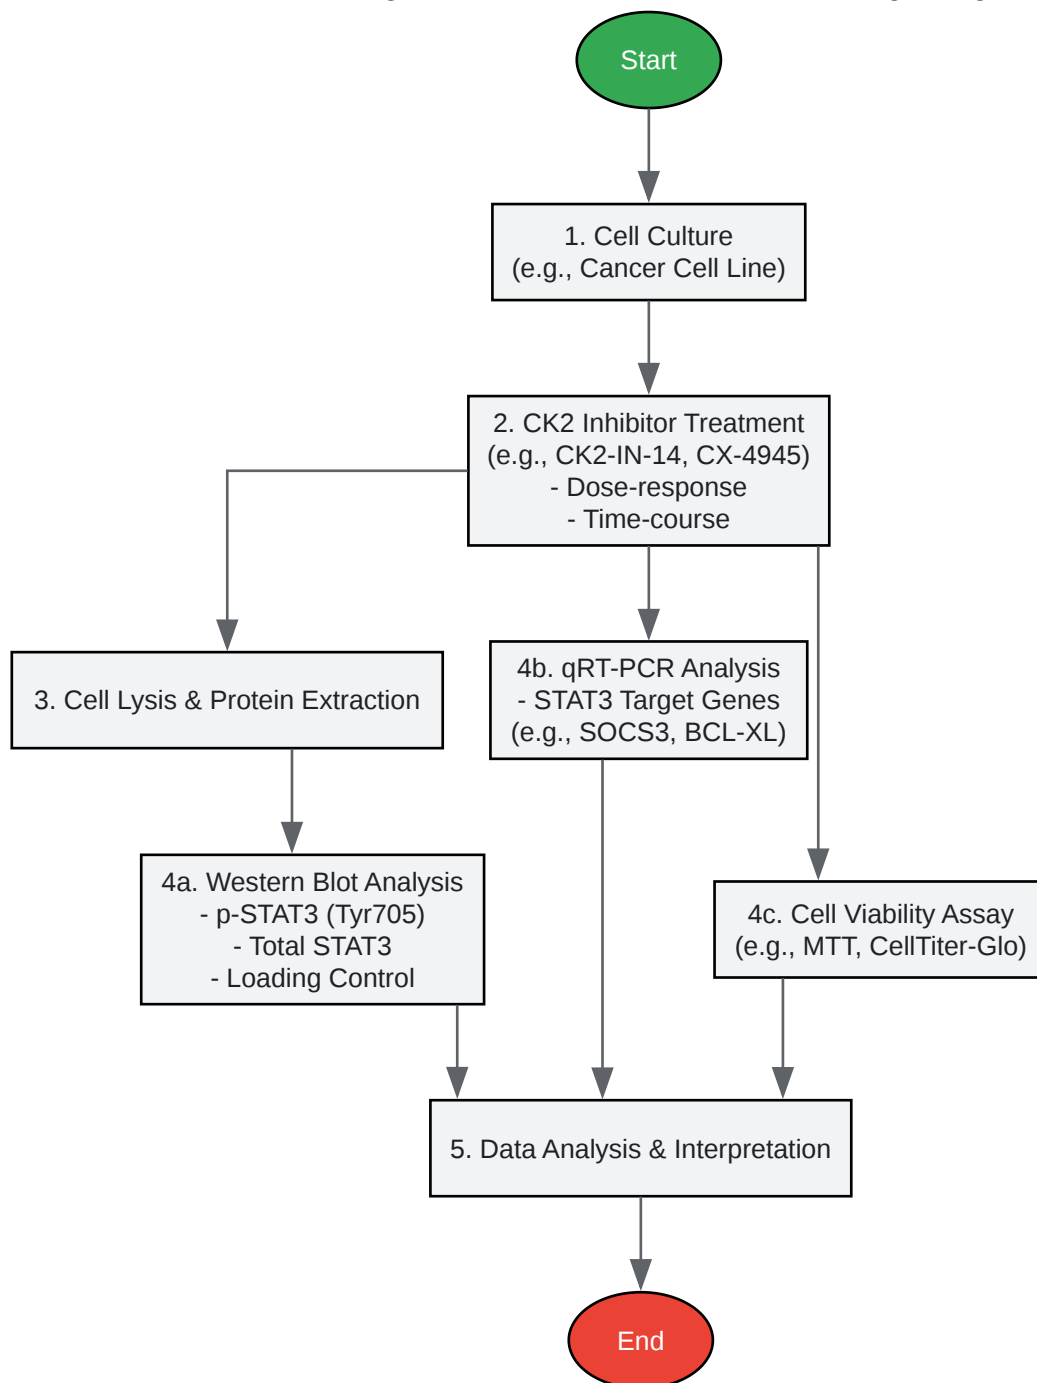 Start
1. Cell Culture
(e.g., Cancer Cell Line)
2. CK2 Inhibitor Treatment
(e.g., CK2-IN-14, CX-4945)
- Dose-response
- Time-course
3. Cell Lysis & Protein Extraction
4b. qRT-PCR Analysis
- STAT3 Target Genes
(e.g., SOCS3, BCL-XL)
4a. Western Blot Analysis
- p-STAT3 (Tyr705)
- Total STAT3
- Loading Control
4c. Cell Viability Assay
(e.g., MTT, CellTiter-Glo)
5. Data Analysis & Interpretation
End